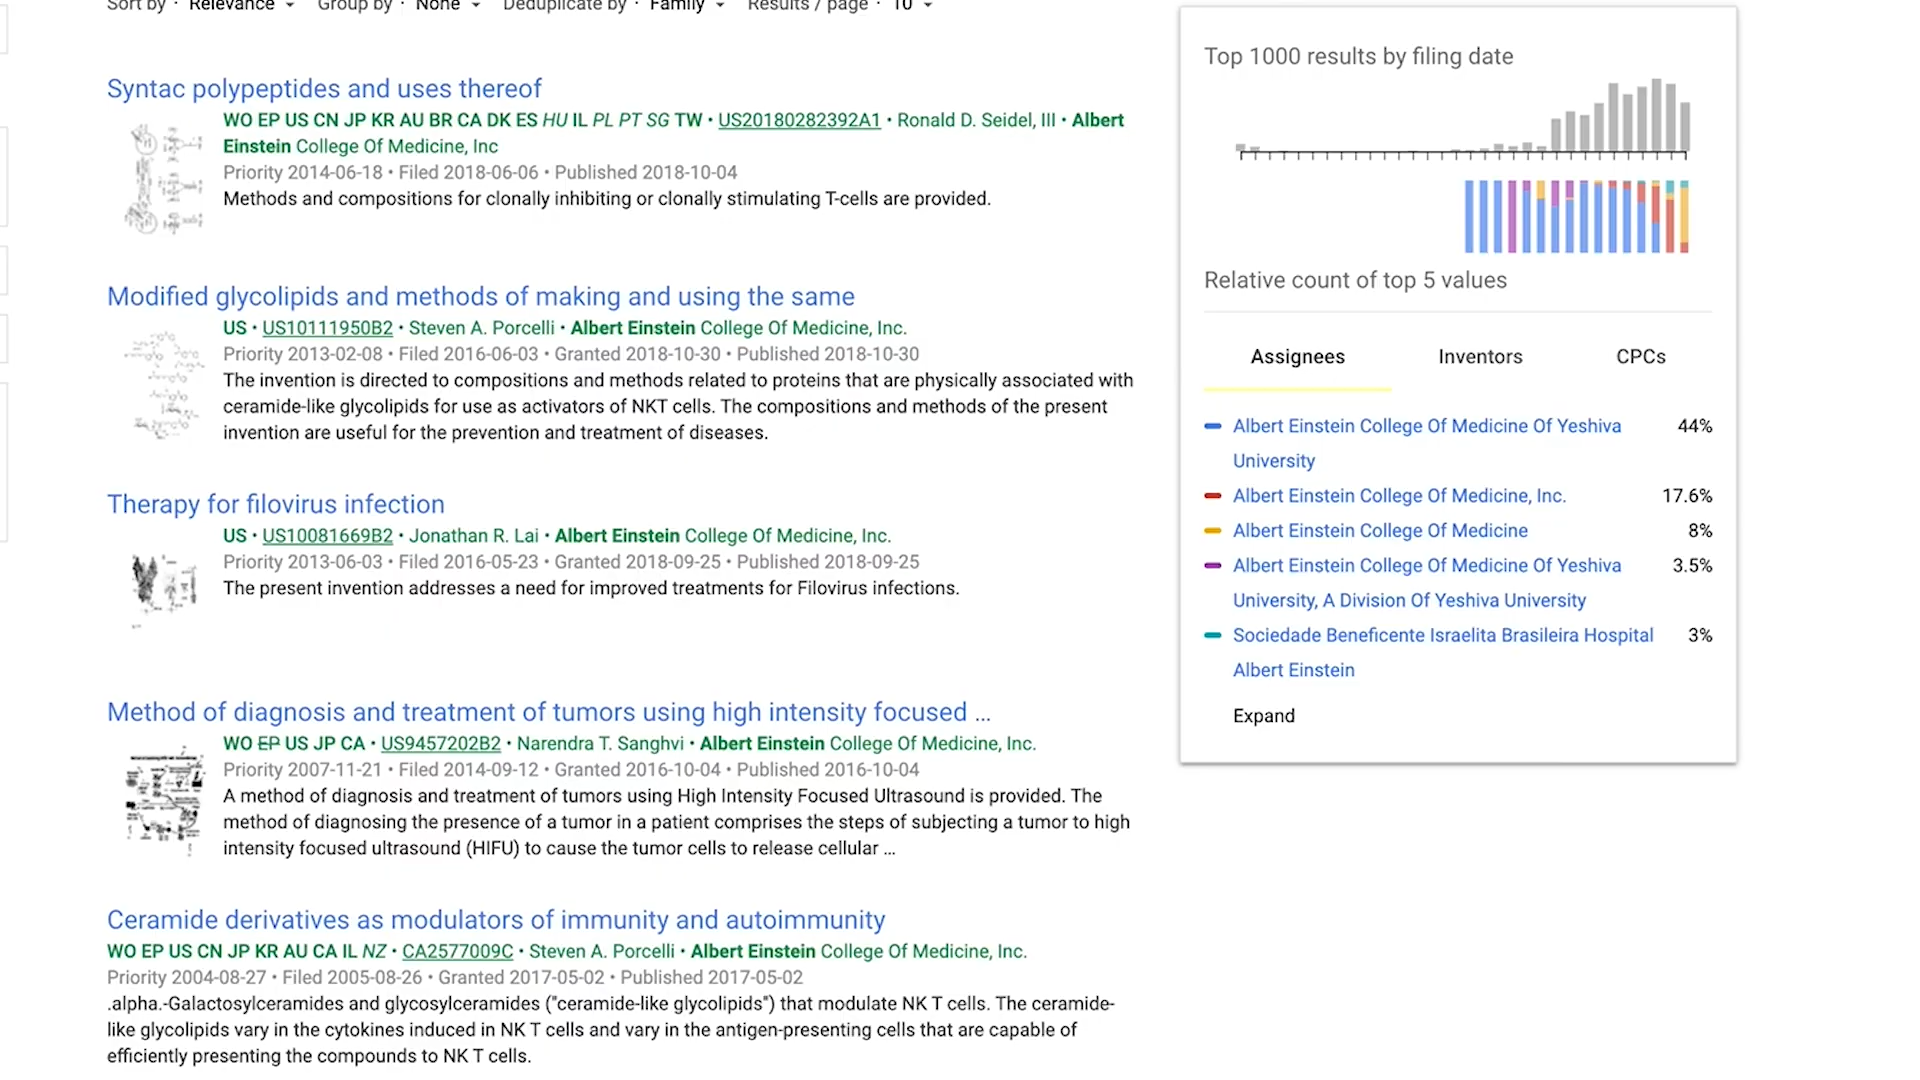 Sort by · Relevance Group by · None Deduplicate by · Family Results / page · 10
Syntac polypeptides and uses thereof
WO EP US CN JP KR AU BR CA DK ES HU IL PL PT SG TW • US20180282392A1 • Ronald D. Seidel, III • Albert
Einstein College Of Medicine, Inc
Priority 2014-06-18 • Filed 2018-06-06 • Published 2018-10-04
Methods and compositions for clonally inhibiting or clonally stimulating T-cells are provided.
Modified glycolipids and methods of making and using the same
US • US10111950B2 • Steven A. Porcelli • Albert Einstein College Of Medicine, Inc.
Priority 2013-02-08 • Filed 2016-06-03 • Granted 2018-10-30 • Published 2018-10-30
The invention is directed to compositions and methods related to proteins that are physically associated with
ceramide-like glycolipids for use as activators of NKT cells. The compositions and methods of the present
invention are useful for the prevention and treatment of diseases.
Therapy for filovirus infection
US • US10081669B2 • Jonathan R. Lai • Albert Einstein College Of Medicine, Inc.
Priority 2013-06-03 • Filed 2016-05-23 • Granted 2018-09-25 • Published 2018-09-25
The present invention addresses a need for improved treatments for Filovirus infections.
Method of diagnosis and treatment of tumors using high intensity focused ...
WO EP US JP CA • US9457202B2 • Narendra T. Sanghvi • Albert Einstein College Of Medicine, Inc.
Priority 2007-11-21 • Filed 2014-09-12 • Granted 2016-10-04 • Published 2016-10-04
A method of diagnosis and treatment of tumors using High Intensity Focused Ultrasound is provided. The
method of diagnosing the presence of a tumor in a patient comprises the steps of subjecting a tumor to high
intensity focused ultrasound (HIFU) to cause the tumor cells to release cellular ...
Ceramide derivatives as modulators of immunity and autoimmunity
WO EP US CN JP KR AU CA IL NZ • CA2577009C • Steven A. Porcelli • Albert Einstein College Of Medicine, Inc.
Priority 2004-08-27 • Filed 2005-08-26 • Granted 2017-05-02 • Published 2017-05-02
.alpha.-Galactosylceramides and glycosylceramides ("ceramide-like glycolipids") that modulate NK T cells. The ceramide-
like glycolipids vary in the cytokines induced in NK T cells and vary in the antigen-presenting cells that are capable of
efficiently presenting the compounds to NK T cells.
Top 1000 results by filing date
Relative count of top 5 values
Assignees Inventors CPCs
Albert Einstein College Of Medicine Of Yeshiva 44%
University
Albert Einstein College Of Medicine, Inc. 17.6%
Albert Einstein College Of Medicine 8%
Albert Einstein College Of Medicine Of Yeshiva 3.5%
University, A Division Of Yeshiva University
Sociedade Beneficente Israelita Brasileira Hospital 3%
Albert Einstein
Expand